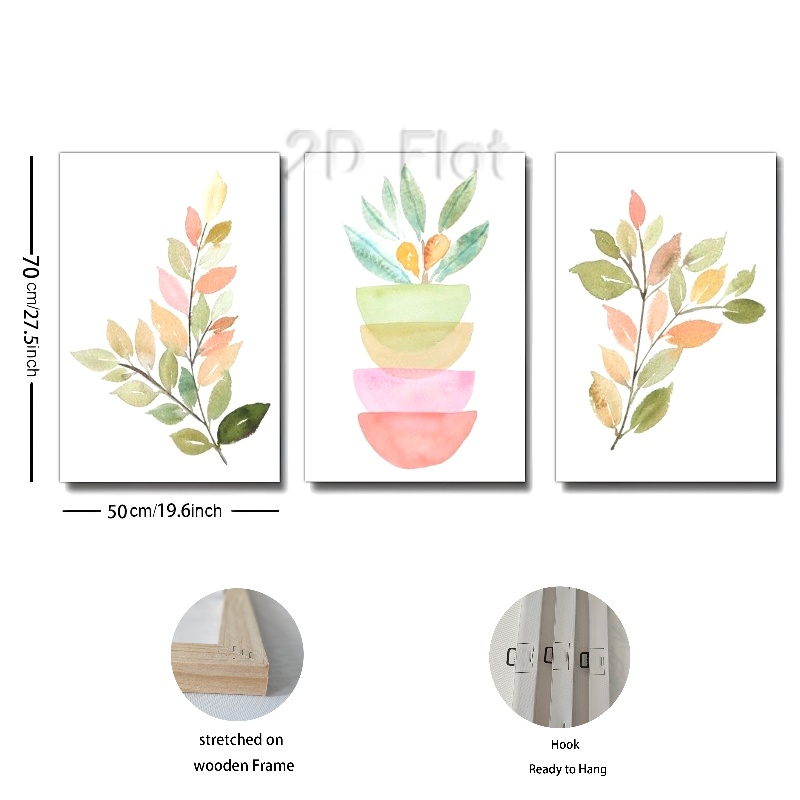 2D Flat
70 cm/27.5inch
50 cm/19.6inch
stretched on
wooden Frame
Hook
Ready to Hang